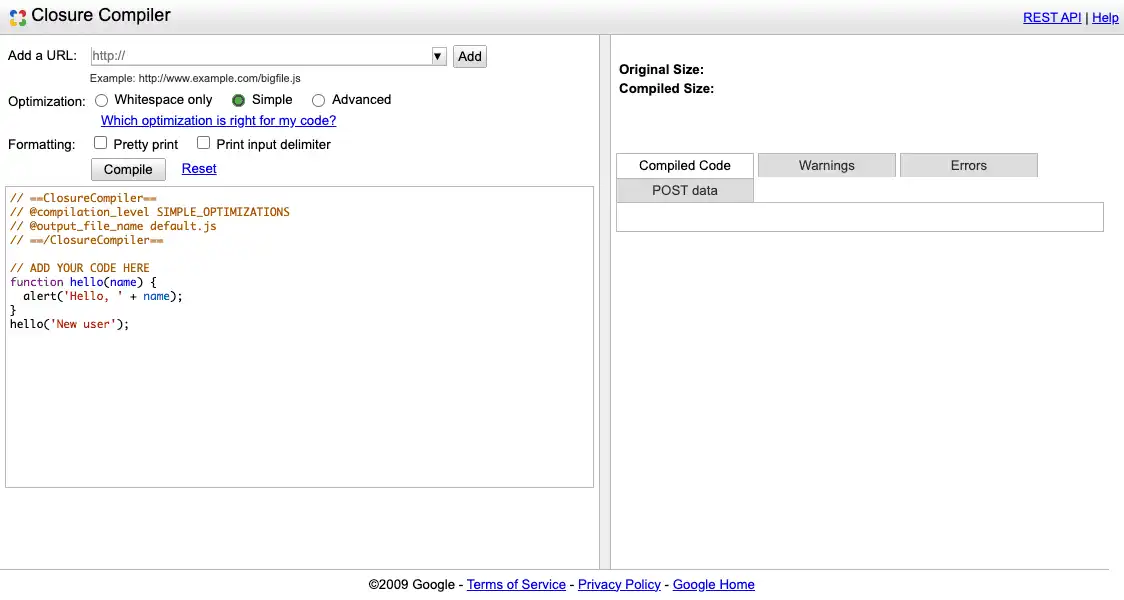 Closure Compiler
REST API | Help
Add a URL: http:// ▼ Add
Example: http://www.example.com/bigfile.js
Optimization: Whitespace only Simple Advanced
Which optimization is right for my code?
Formatting: Pretty print Print input delimiter
Compile Reset
// ==ClosureCompiler==
// @compilation_level SIMPLE_OPTIMIZATIONS
// @output_file_name default.js
// ==/ClosureCompiler==
// ADD YOUR CODE HERE
function hello(name) {
  alert('Hello, ' + name);
}
hello('New user');
Original Size:
Compiled Size:
Compiled Code Warnings Errors
POST data
©2009 Google - Terms of Service - Privacy Policy - Google Home